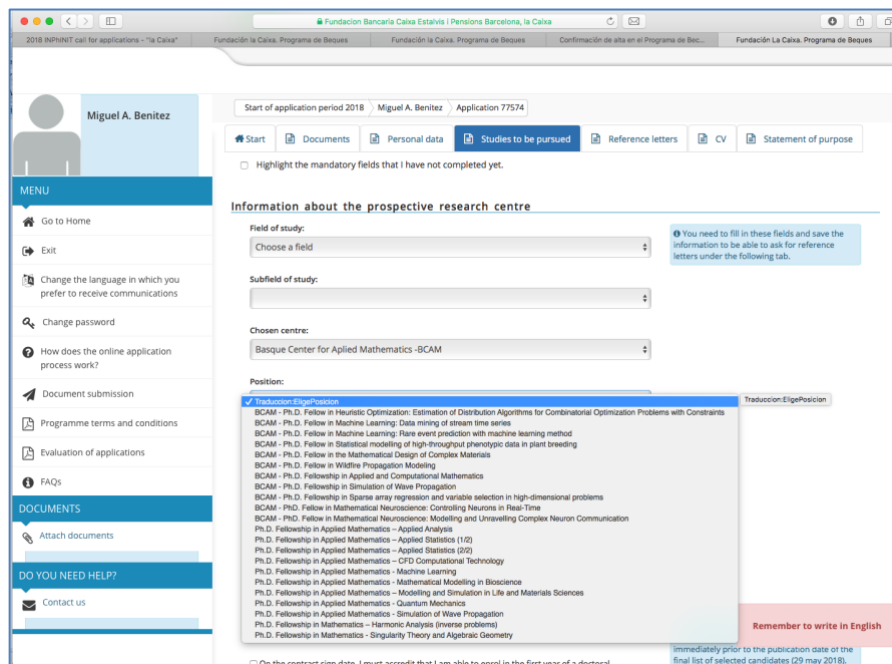 Fundacion Bancaria Caixa Estalvis i Pensions Barcelona, la Caixa
2018 INPhINIT call for applications - "la Caixa"
Fundación la Caixa. Programa de Beques
Fundación la Caixa. Programa de Beques
Confirmación de alta en el Programa de Bec...
Fundación La Caixa. Programa de Beques
Miguel A. Benitez
Start of application period 2018
Miguel A. Benitez
Application 77574
Start
Documents
Personal data
Studies to be pursued
Reference letters
CV
Statement of purpose
Highlight the mandatory fields that I have not completed yet.
MENU
Go to Home
Exit
Change the language in which you
prefer to receive communications
Change password
How does the online application
process work?
Document submission
Programme terms and conditions
Evaluation of applications
FAQs
DOCUMENTS
Attach documents
DO YOU NEED HELP?
Contact us
Information about the prospective research centre
Field of study:
Choose a field
You need to fill in these fields and save the
information to be able to ask for reference
letters under the following tab.
Subfield of study:
Chosen centre:
Basque Center for Aplied Mathematics -BCAM
Position:
Traduccion:EligePosicion
Traduccion:EligePosicion
BCAM - Ph.D. Fellow in Heuristic Optimization: Estimation of Distribution Algorithms for Combinatorial Optimization Problems with Constraints
BCAM - Ph.D. Fellow in Machine Learning: Data mining of stream time series
BCAM - Ph.D. Fellow in Machine Learning: Rare event prediction with machine learning method
BCAM - Ph.D. Fellow in Statistical modelling of high-throughput phenotypic data in plant breeding
BCAM - Ph.D. Fellow in the Mathematical Design of Complex Materials
BCAM - Ph.D. Fellow in Wildfire Propagation Modeling
BCAM - Ph.D. Fellowship in Applied and Computational Mathematics
BCAM - Ph.D. Fellowship in Simulation of Wave Propagation
BCAM - Ph.D. Fellowship in Sparse array regression and variable selection in high-dimensional problems
BCAM - PhD. Fellow in Mathematical Neuroscience: Controlling Neurons in Real-Time
BCAM - PhD. Fellow in Mathematical Neuroscience: Modelling and Unravelling Complex Neuron Communication
Ph.D. Fellowship in Applied Mathematics – Applied Analysis
Ph.D. Fellowship in Applied Mathematics – Applied Statistics (1/2)
Ph.D. Fellowship in Applied Mathematics – Applied Statistics (2/2)
Ph.D. Fellowship in Applied Mathematics – CFD Computational Technology
Ph.D. Fellowship in Applied Mathematics - Machine Learning
Ph.D. Fellowship in Applied Mathematics - Mathematical Modelling in Bioscience
Ph.D. Fellowship in Applied Mathematics – Modelling and Simulation in Life and Materials Sciences
Ph.D. Fellowship in Applied Mathematics - Quantum Mechanics
Ph.D. Fellowship in Applied Mathematics - Simulation of Wave Propagation
Ph.D. Fellowship in Mathematics – Harmonic Analysis (inverse problems)
Ph.D. Fellowship in Mathematics - Singularity Theory and Algebraic Geometry
Remember to write in English
immediately prior to the publication date of the
final list of selected candidates (29 may 2018).
On the contract sign date, I must accredit that I am able to enrol in the first year of a doctoral